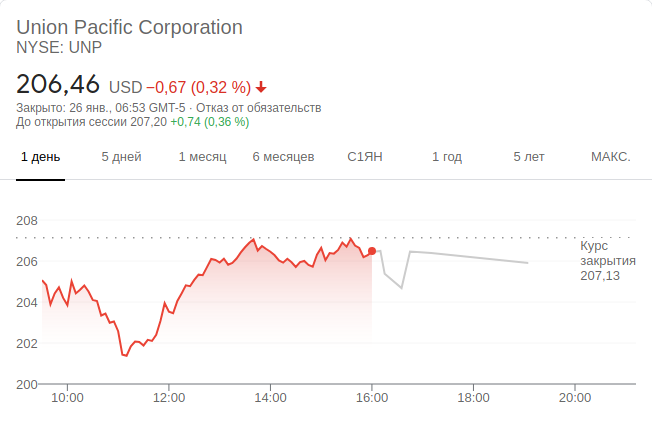 Union Pacific Corporation
NYSE: UNP
206,46 USD −0,67 (0,32 %)
Закрыто: 26 янв., 06:53 GMT-5 · Отказ от обязательств
До открытия сессии 207,20 +0,74 (0,36 %)
1 день 5 дней 1 месяц 6 месяцев С1ЯН 1 год 5 лет МАКС.
208
206
204
202
200
Курс
закрытия
207,13
10:00 12:00 14:00 16:00 18:00 20:00